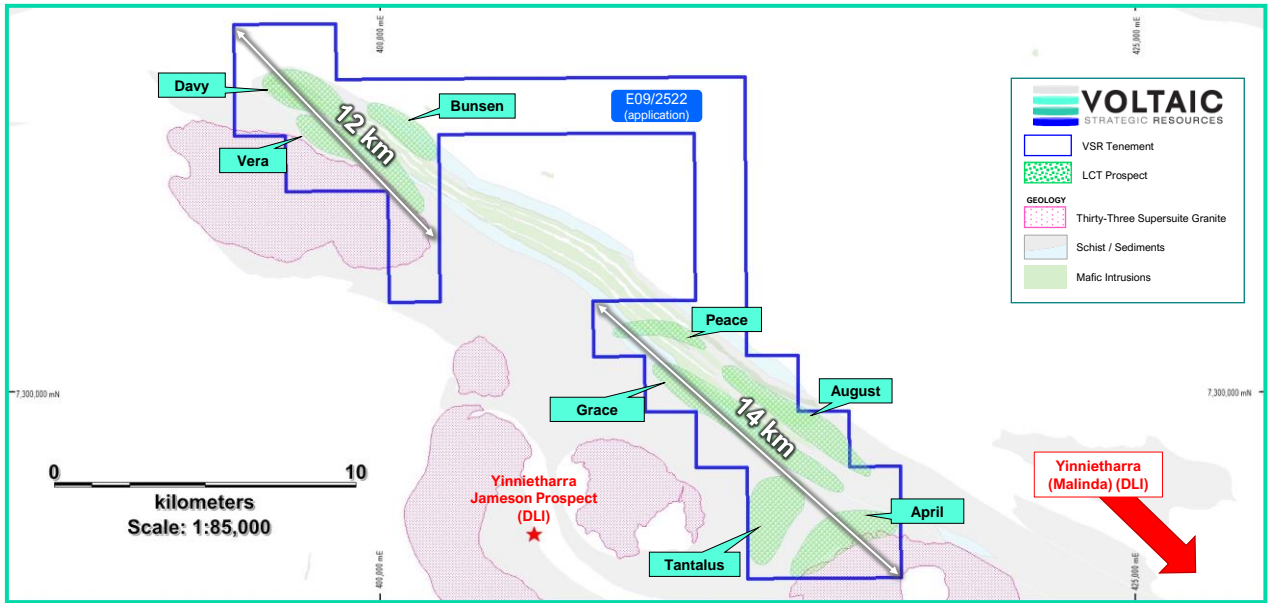 400,000 mE
425,000 mE
Davy
Bunsen
E09/2522
(application)
VOLTAIC
STRATEGIC RESOURCES
12 km
Vera
VSR Tenement
LCT Prospect
GEOLOGY
Thirty-Three Supersuite Granite
Schist / Sediments
Mafic Intrusions
Peace
7,300,000 mN
7,300,000 mN
August
Grace
14 km
0
10
kilometers
Scale: 1:85,000
Yinnietharra
Jameson Prospect
(DLI)
Yinnietharra
(Malinda) (DLI)
April
Tantalus
400,000 mE
425,000 mE